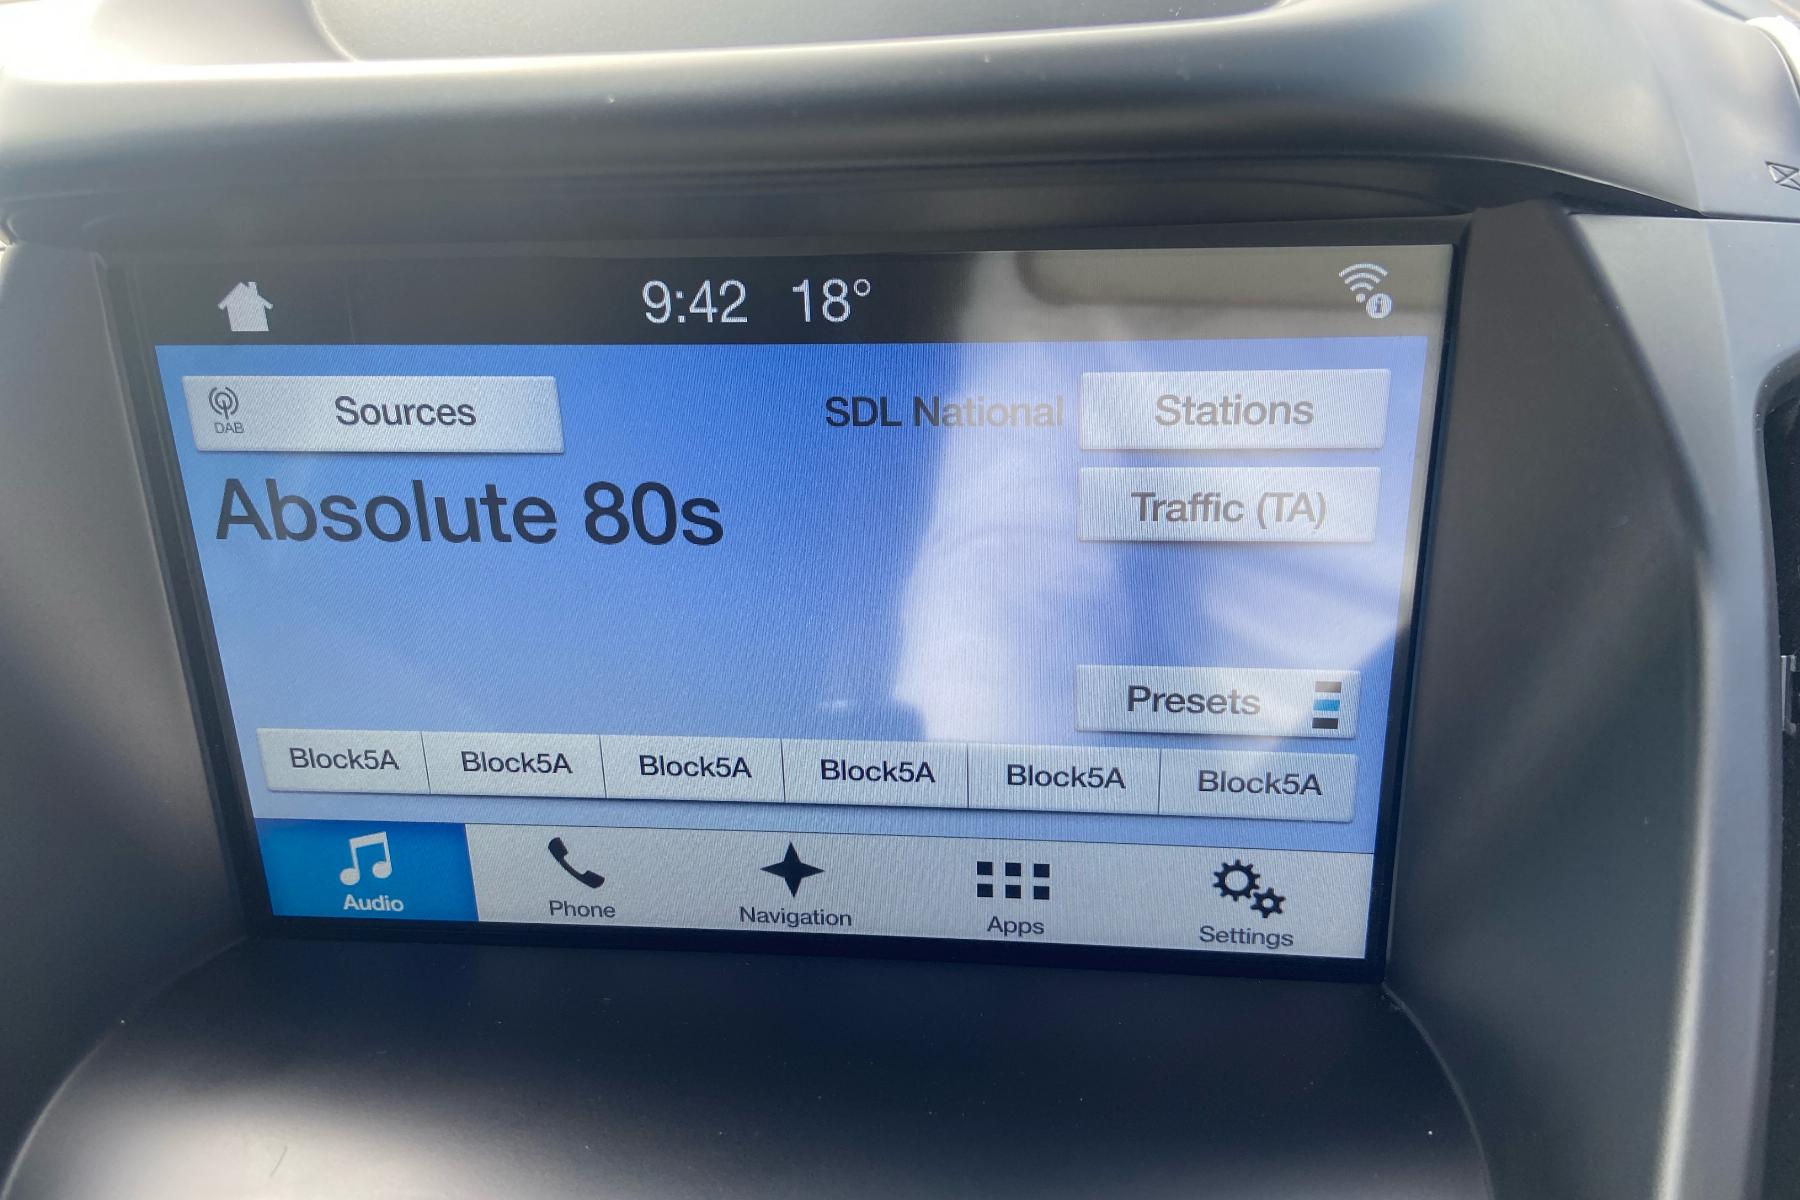 9:42 18°
DAB
Sources
SDL National
Stations
Absolute 80s
Traffic (TA)
Presets
Block5A Block5A Block5A Block5A Block5A Block5A
Audio Phone Navigation Apps Settings